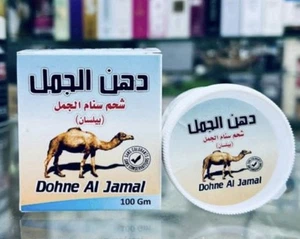 دهن الجمل
شحم سنام الجمل
(بيلسان)
Dohne Al Jamal
100 Gm
دهن الجمل
شحم سنام الجمل
(بيلسان)
Dohne Al Jamal